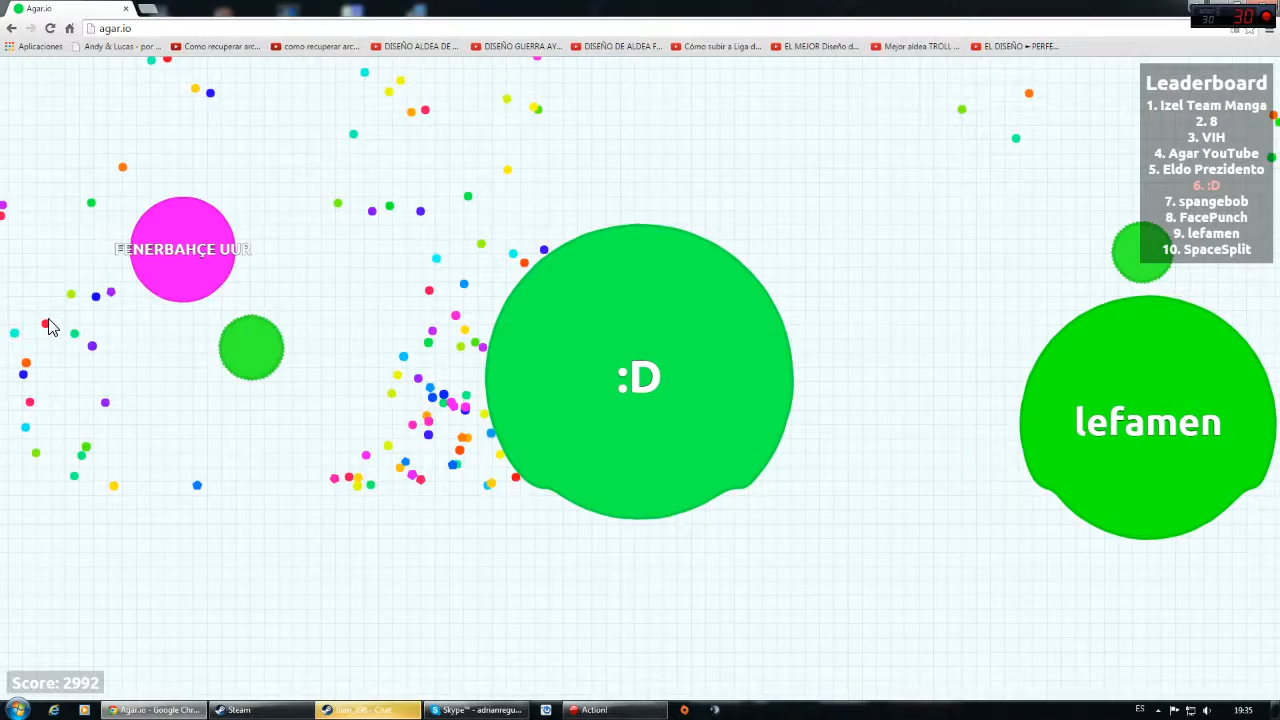 Agar.io
agar.io
Aplicaciones
Andy & Lucas - por ...
Como recuperar arc...
como recuperar arc...
DISEÑO ALDEA DE ...
DISEÑO GUERRA AY ...
DISEÑO DE ALDEA F...
Cómo subir a Liga d...
EL MEJOR Diseño d...
Mejor aldea TROLL ...
EL DISEÑO ► PERFE...
30
30
Leaderboard
1. Izel Team Manga
2. 8
3. VIH
4. Agar YouTube
5. Eldo Prezidento
6. :D
7. spangebob
8. FacePunch
9. lefamen
10. SpaceSplit
FENERBAHÇE UUR
:D
lefamen
Score: 2992
Agar.io - Google Chr...
Steam
Skype™ - adrianregu...
Action!
ES
19:35